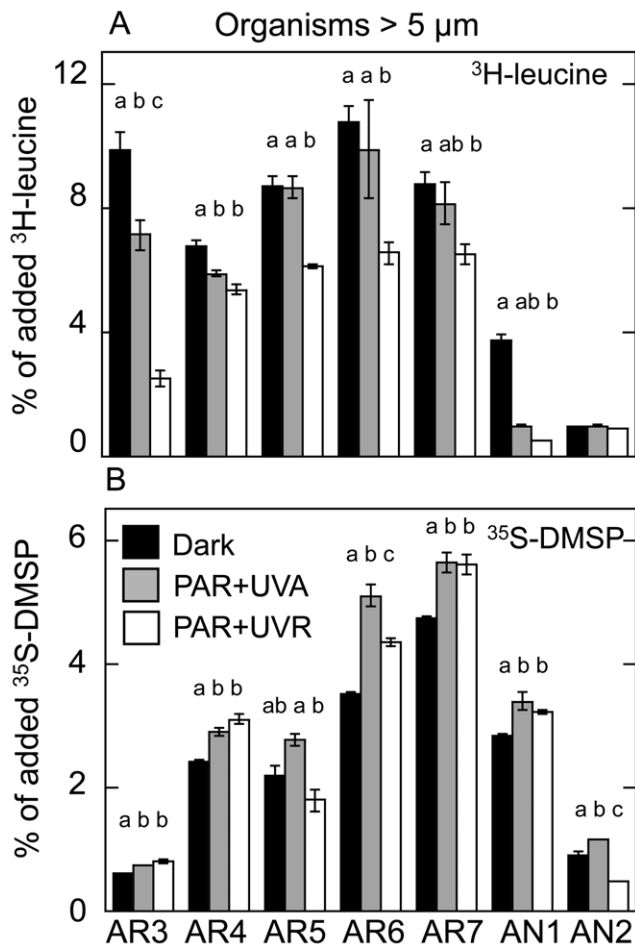 A Organisms > 5 µm
³H-leucine
% of added ³H-leucine
12
8
4
0
a b c
a b b
a a b
a a b
a ab b
a ab b
B
³⁵S-DMSP
% of added ³⁵S-DMSP
6
4
2
0
Dark
PAR+UVA
PAR+UVR
a b b
a b b
ab a b
a b c
a b b
a b b
a b c
AR3 AR4 AR5 AR6 AR7 AN1 AN2